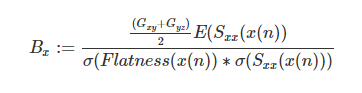 B_x := \frac{\frac{(G_{xy}+G_{yz})}{2} E(S_{xx}(x(n))}{\sigma(Flatness(x(n)) * \sigma(S_{xx}(x(n)))}